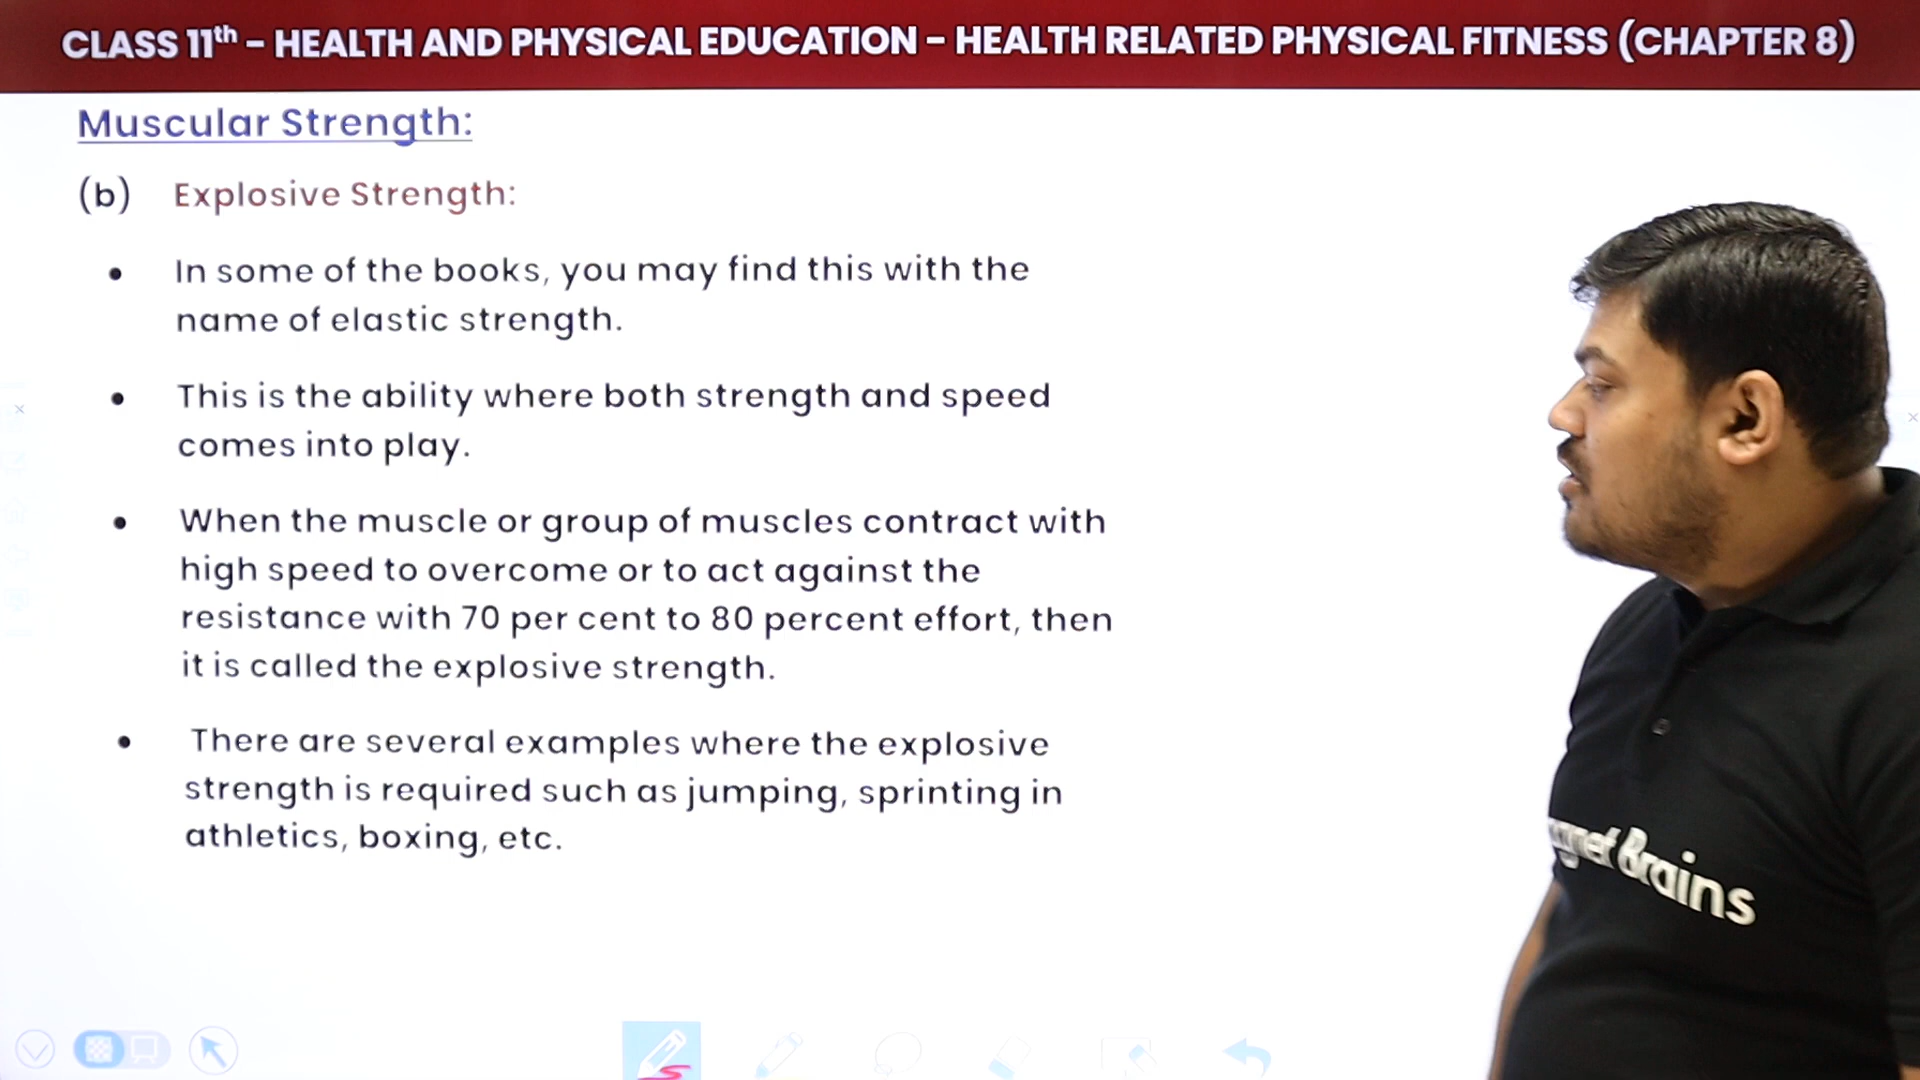 CLASS 11th – HEALTH AND PHYSICAL EDUCATION – HEALTH RELATED PHYSICAL FITNESS (CHAPTER 8)
Muscular Strength:
(b) Explosive Strength:
• In some of the books, you may find this with the
name of elastic strength.
• This is the ability where both strength and speed
comes into play.
• When the muscle or group of muscles contract with
high speed to overcome or to act against the
resistance with 70 per cent to 80 percent effort, then
it is called the explosive strength.
• There are several examples where the explosive
strength is required such as jumping, sprinting in
athletics, boxing, etc.
Brains